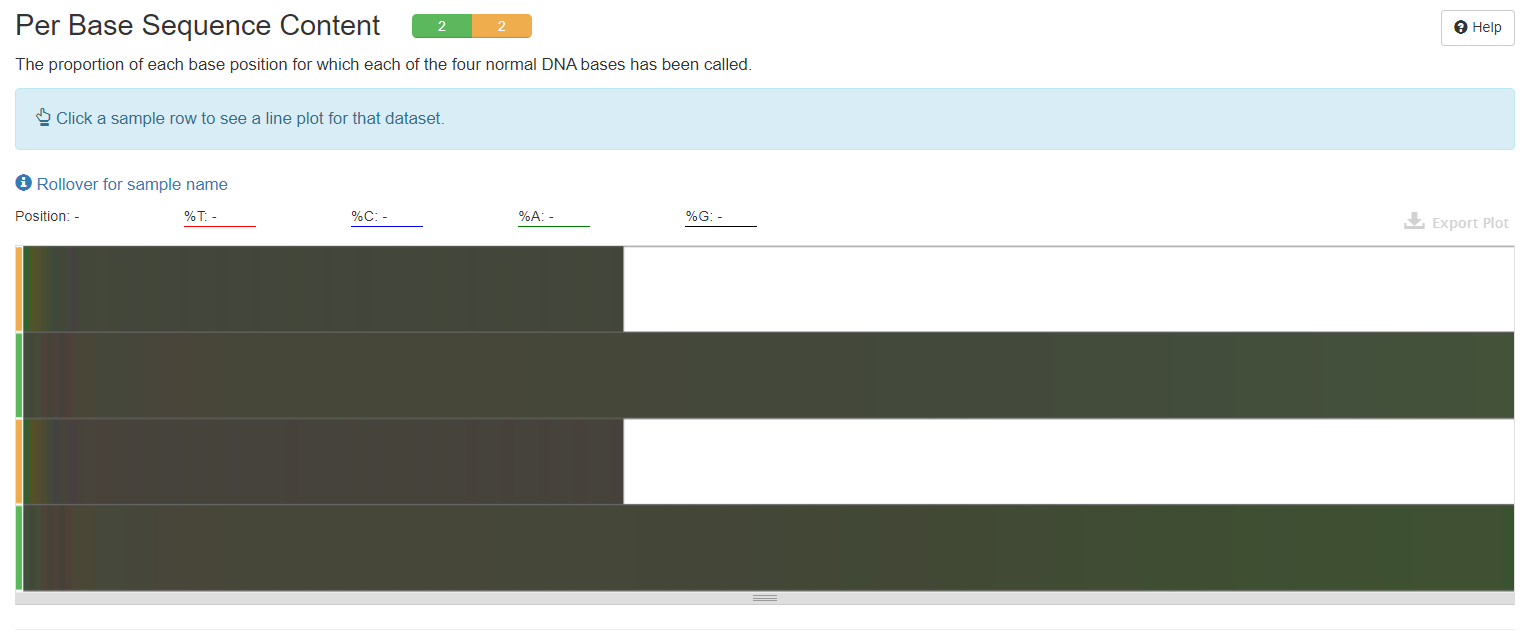 Per Base Sequence Content 2 2 Help
The proportion of each base position for which each of the four normal DNA bases has been called.
Click a sample row to see a line plot for that dataset.
Rollover for sample name
Position: - %T: - %C: - %A: - %G: - Export Plot